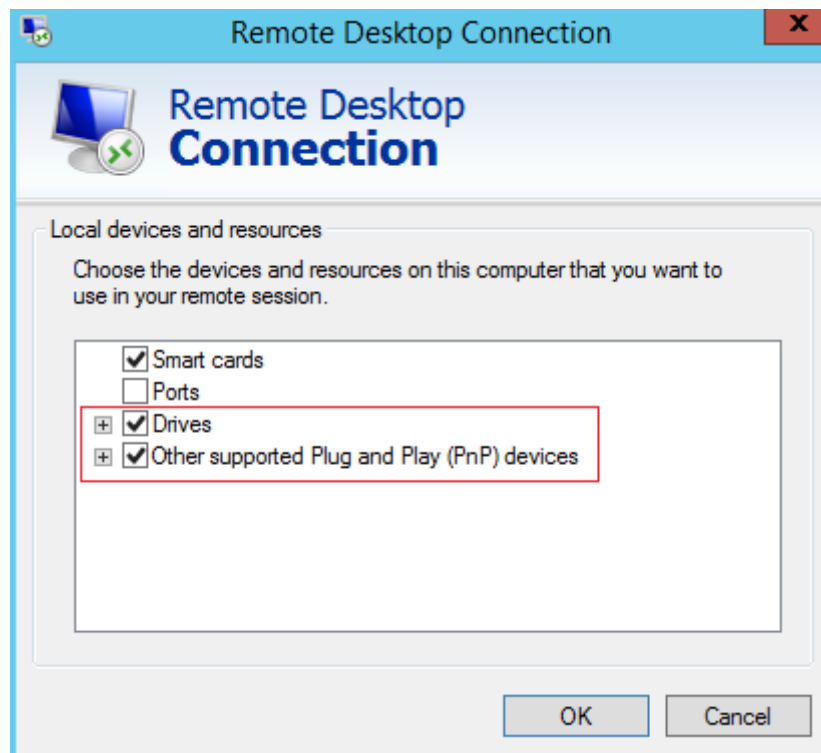 Remote Desktop Connection
Remote Desktop
Connection
Local devices and resources
Choose the devices and resources on this computer that you want to
use in your remote session.
Smart cards
Ports
Drives
Other supported Plug and Play (PnP) devices
OK Cancel